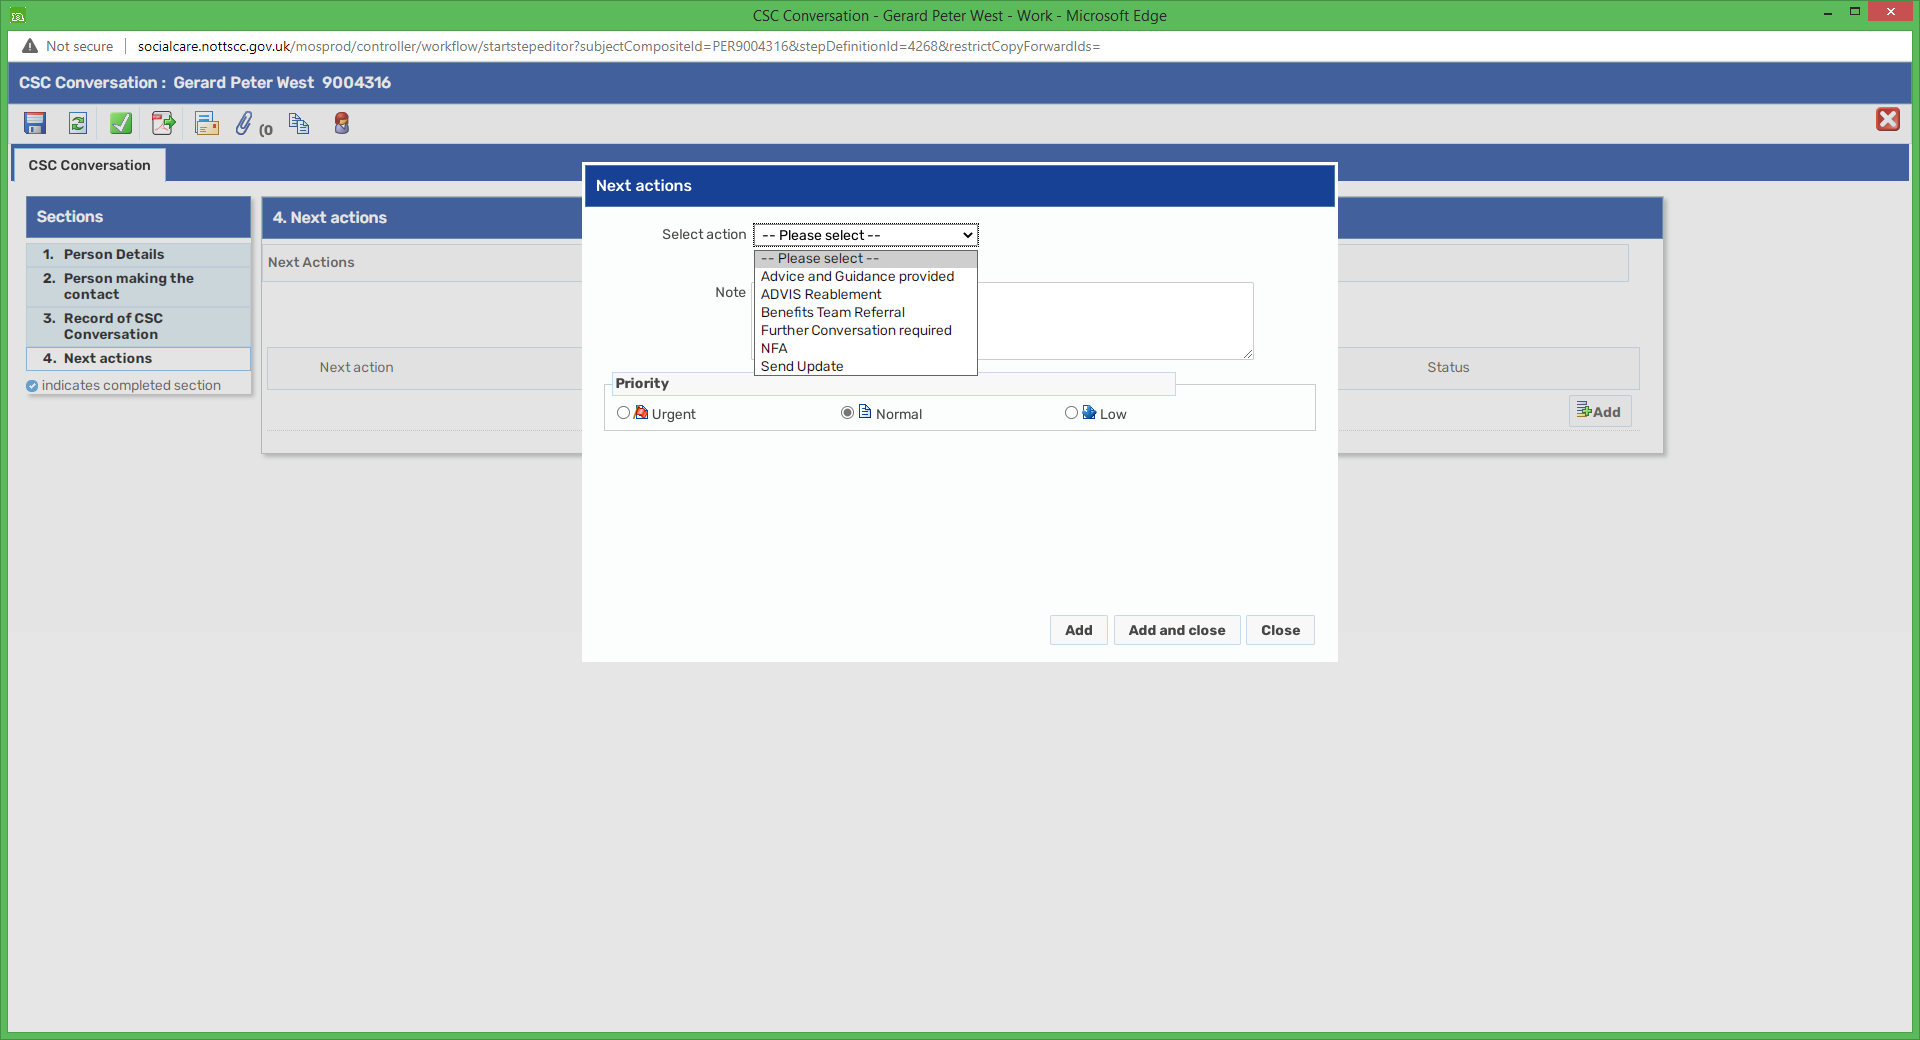 CSC Conversation - Gerard Peter West - Work - Microsoft Edge
Not secure socialcare.nottscc.gov.uk/mosprod/controller/workflow/startstepeditor?subjectCompositeId=PER9004316&stepDefinitionId=4268&restrictCopyForwardIds=
CSC Conversation : Gerard Peter West 9004316
(0
CSC Conversation
Sections
1. Person Details
2. Person making the
contact
3. Record of CSC
Conversation
4. Next actions
indicates completed section
4. Next actions
Next Actions
Next action
Status
Add
Next actions
Select action
-- Please select --
-- Please select --
Advice and Guidance provided
ADVIS Reablement
Benefits Team Referral
Further Conversation required
NFA
Send Update
Note
Priority
Urgent
Normal
Low
Add
Add and close
Close